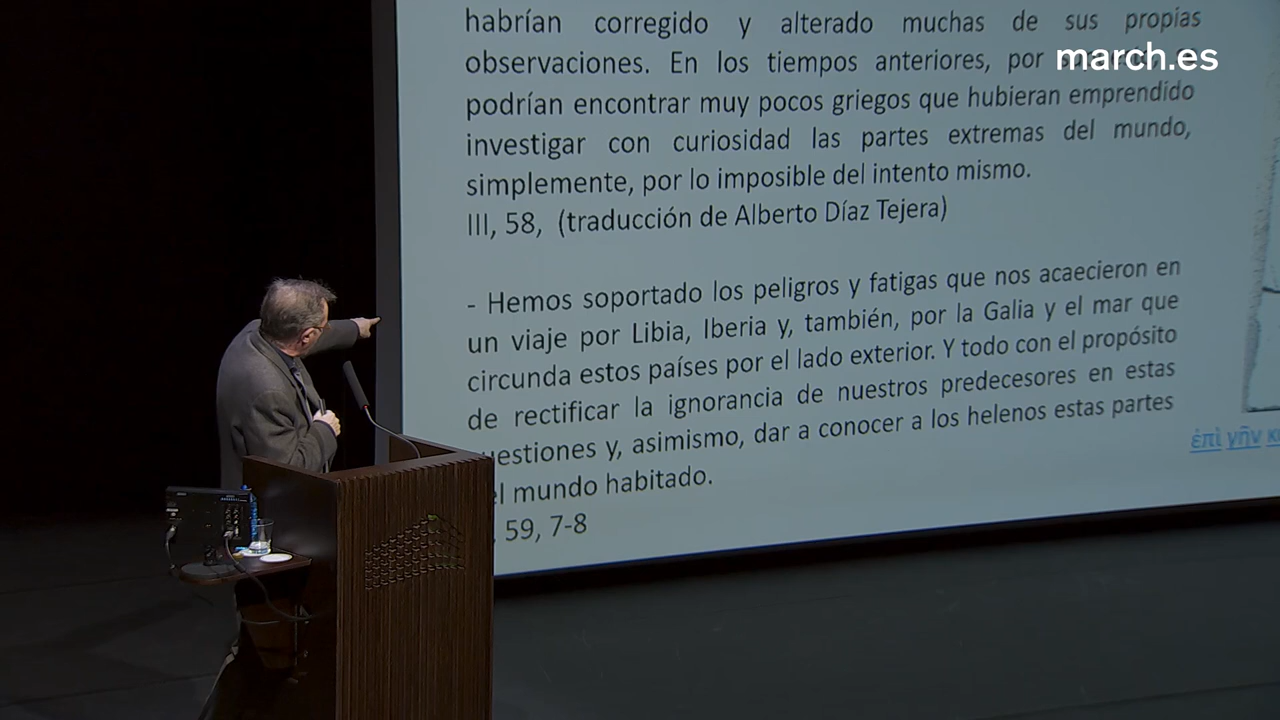 habrían corregido y alterado muchas de sus propias
march.es
observaciones. En los tiempos anteriores, por
podrían encontrar muy pocos griegos que hubieran emprendido
investigar con curiosidad las partes extremas del mundo,
simplemente, por lo imposible del intento mismo.
III, 58, (traducción de Alberto Díaz Tejera)
- Hemos soportado los peligros y fatigas que nos acaecieron en
un viaje por Libia, Iberia y, también, por la Galia y el mar que
circunda estos países por el lado exterior. Y todo con el propósito
de rectificar la ignorancia de nuestros predecesores en estas
uestiones y, asimismo, dar a conocer a los helenos estas partes
el mundo habitado.
. 59, 7-8
ἐπὶ γῆν κ